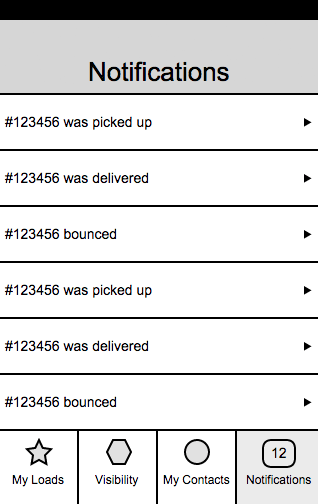 Notifications
#123456 was picked up
#123456 was delivered
#123456 bounced
#123456 was picked up
#123456 was delivered
#123456 bounced
12
My Loads Visibility My Contacts Notifications